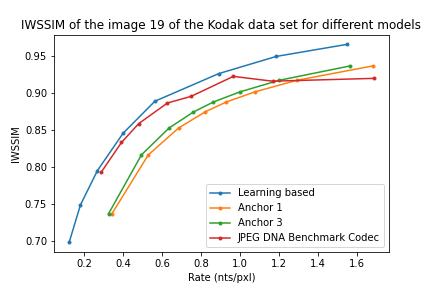 IWSSIM of the image 19 of the Kodak data set for different models
IWSSIM
0.95
0.90
0.85
0.80
0.75
0.70
0.2 0.4 0.6 0.8 1.0 1.2 1.4 1.6
Rate (nts/pxl)
Learning based
Anchor 1
Anchor 3
JPEG DNA Benchmark Codec